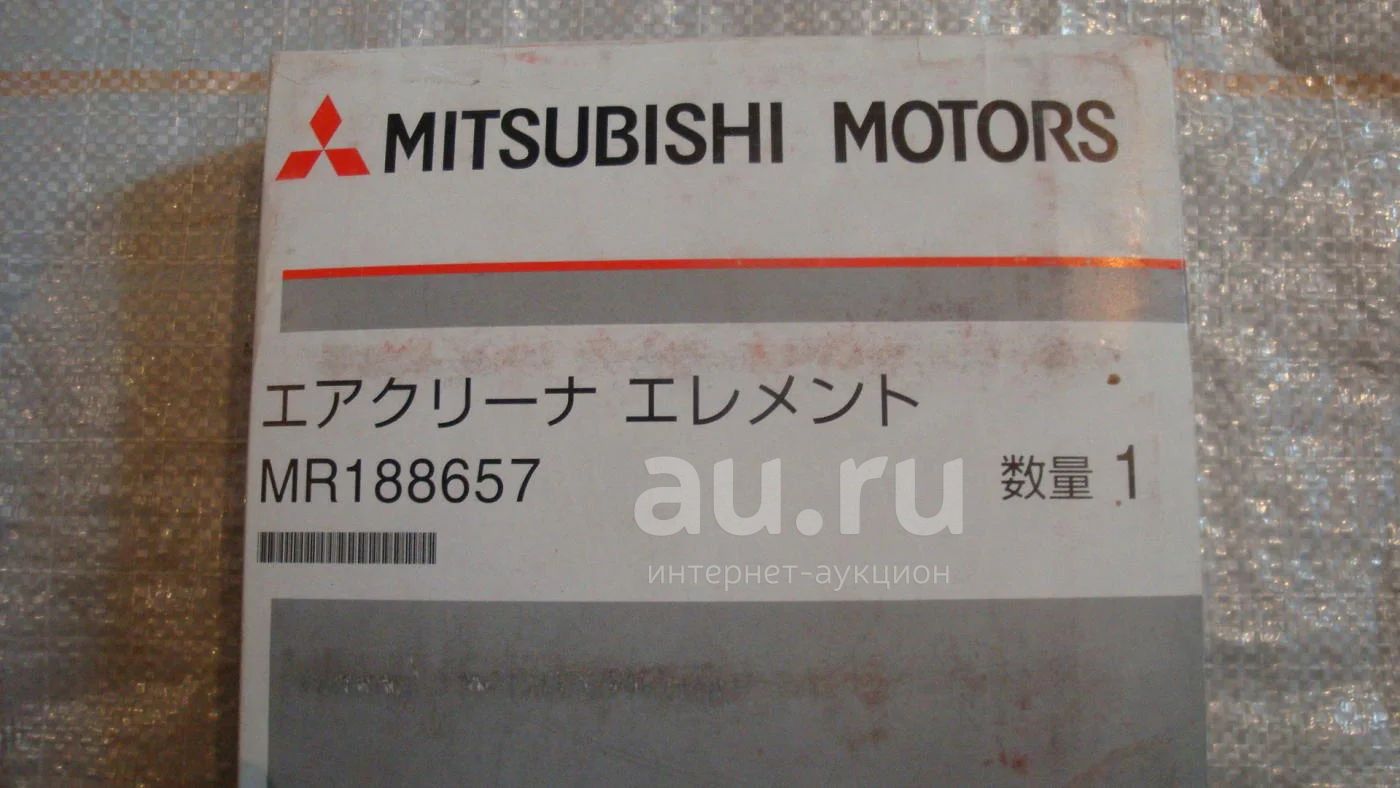 MITSUBISHI MOTORS
エアクリーナ エレメント
MR188657
数量 1
au.ru
интернет-аукцион